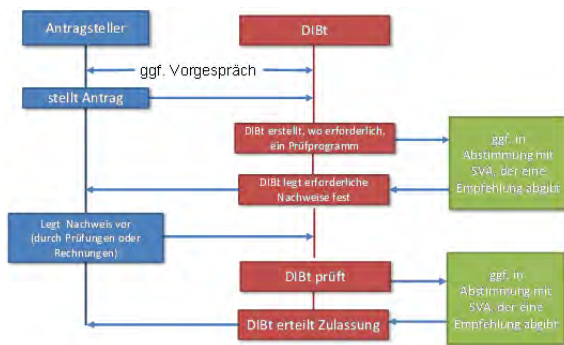 Antragsteller
DIBt
ggf. Vorgespräch
stellt Antrag
DIBt erstellt, wo erforderlich,
ein Prüfprogramm
ggf. in
Abstimmung mit
SVA, der eine
Empfehlung abgibt
DIBt legt erforderliche
Nachweise fest
Legt Nachweis vor
(durch Prüfungen oder
Rechnungen)
DIBt prüft
ggf. in
Abstimmung mit
SVA, der eine
Empfehlung abgibt
DIBt erteilt Zulassung